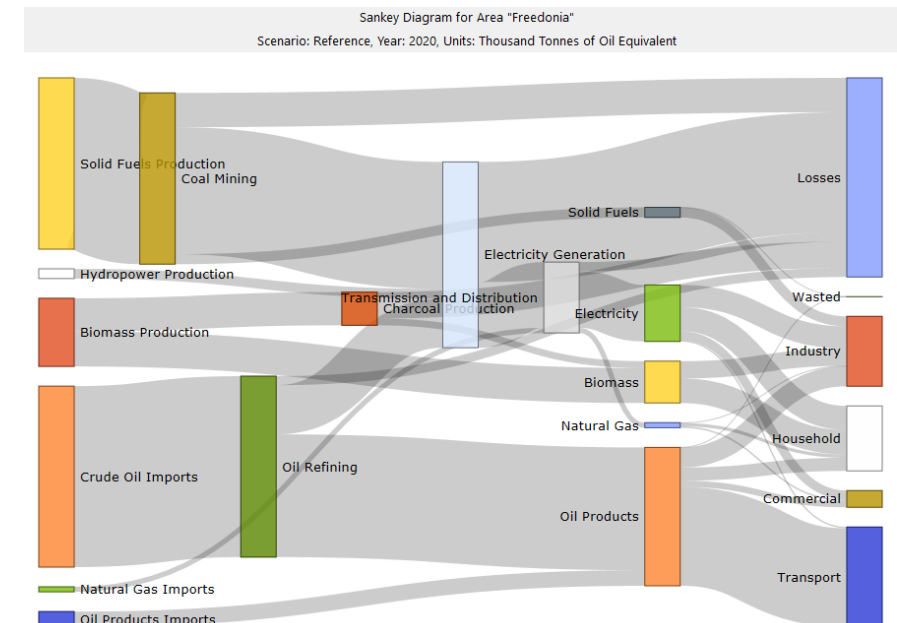 Sankey Diagram for Area "Freedonia"
Scenario: Reference, Year: 2020, Units: Thousand Tonnes of Oil Equivalent
Solid Fuels Production
Coal Mining
Losses
Solid Fuels
Electricity Generation
Hydropower Production
Transmission and Distribution
Wasted
Charcoal Production
Electricity
Biomass Production
Industry
Biomass
Natural Gas
Household
Oil Refining
Crude Oil Imports
Commercial
Oil Products
Transport
Natural Gas Imports
Oil Products Imports